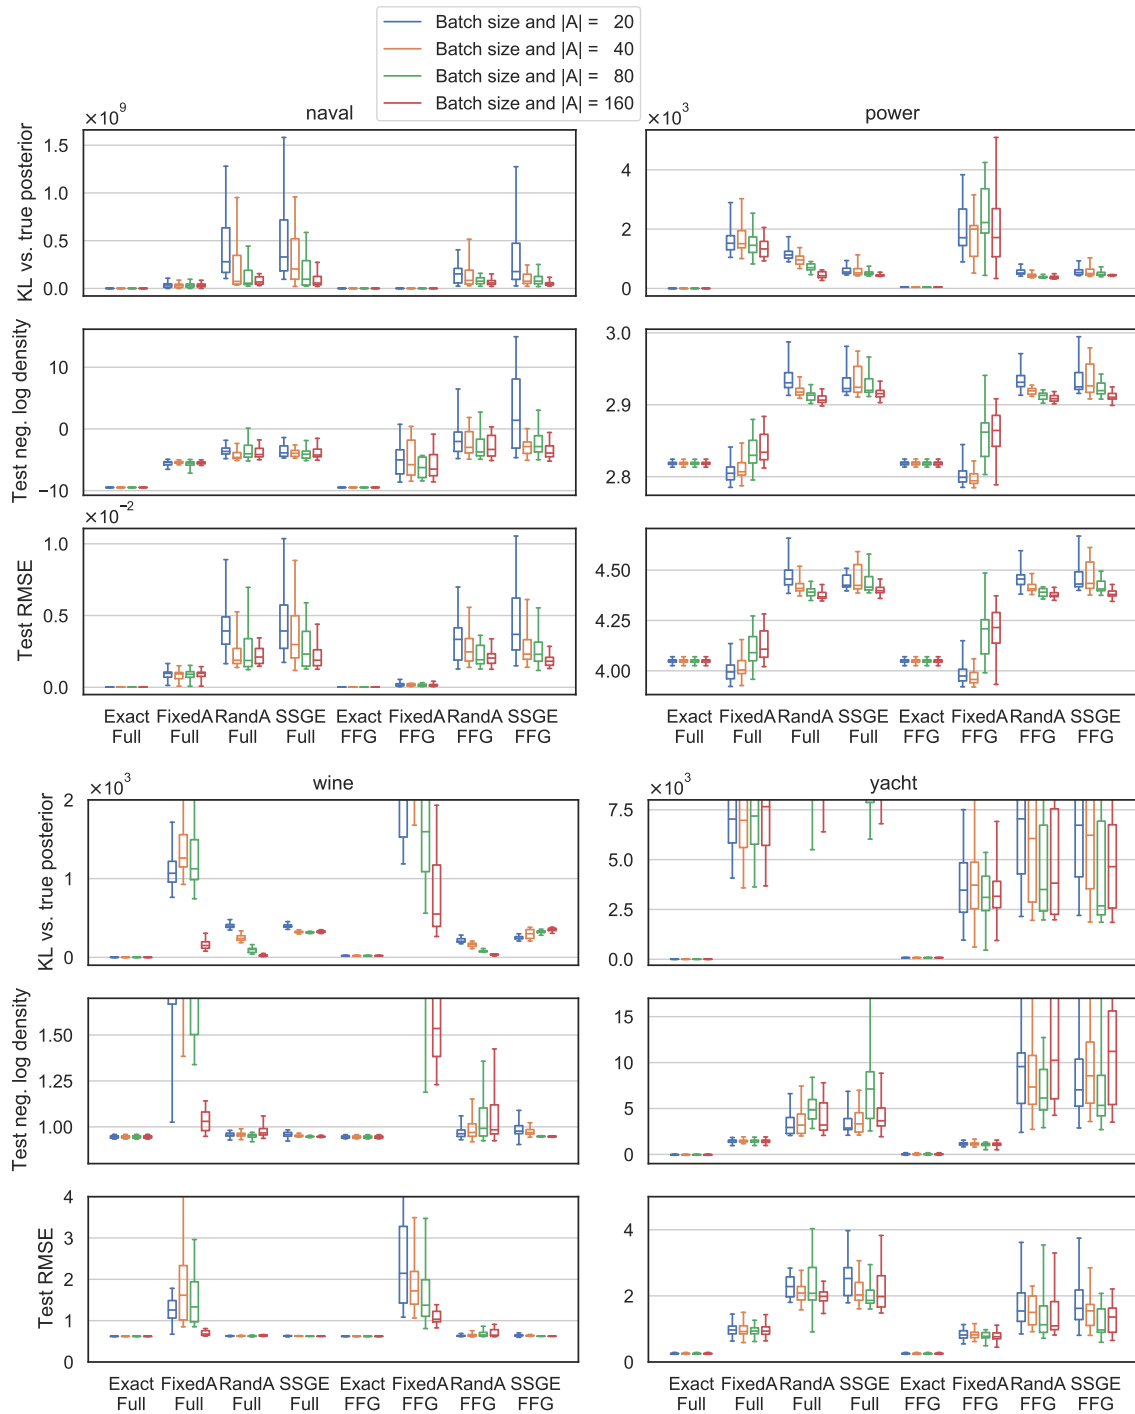 Batch size and |A| = 20
Batch size and |A| = 40
Batch size and |A| = 80
Batch size and |A| = 160
×10⁹
naval
×10³
power
KL vs. true posterior
1.5
1.0
0.5
0.0
4
2
0
Test neg. log density
10
0
−10
3.0
2.9
2.8
×10⁻²
Test RMSE
1.0
0.5
0.0
4.50
4.25
4.00
Exact FixedA RandA SSGE Exact FixedA RandA SSGE
Full Full Full Full FFG FFG FFG FFG
Exact FixedA RandA SSGE Exact FixedA RandA SSGE
Full Full Full Full FFG FFG FFG FFG
×10³
wine
×10³
yacht
KL vs. true posterior
2
1
0
7.5
5.0
2.5
0.0
Test neg. log density
1.50
1.25
1.00
15
10
5
0
Test RMSE
4
3
2
1
0
4
2
0
Exact FixedA RandA SSGE Exact FixedA RandA SSGE
Full Full Full Full FFG FFG FFG FFG
Exact FixedA RandA SSGE Exact FixedA RandA SSGE
Full Full Full Full FFG FFG FFG FFG